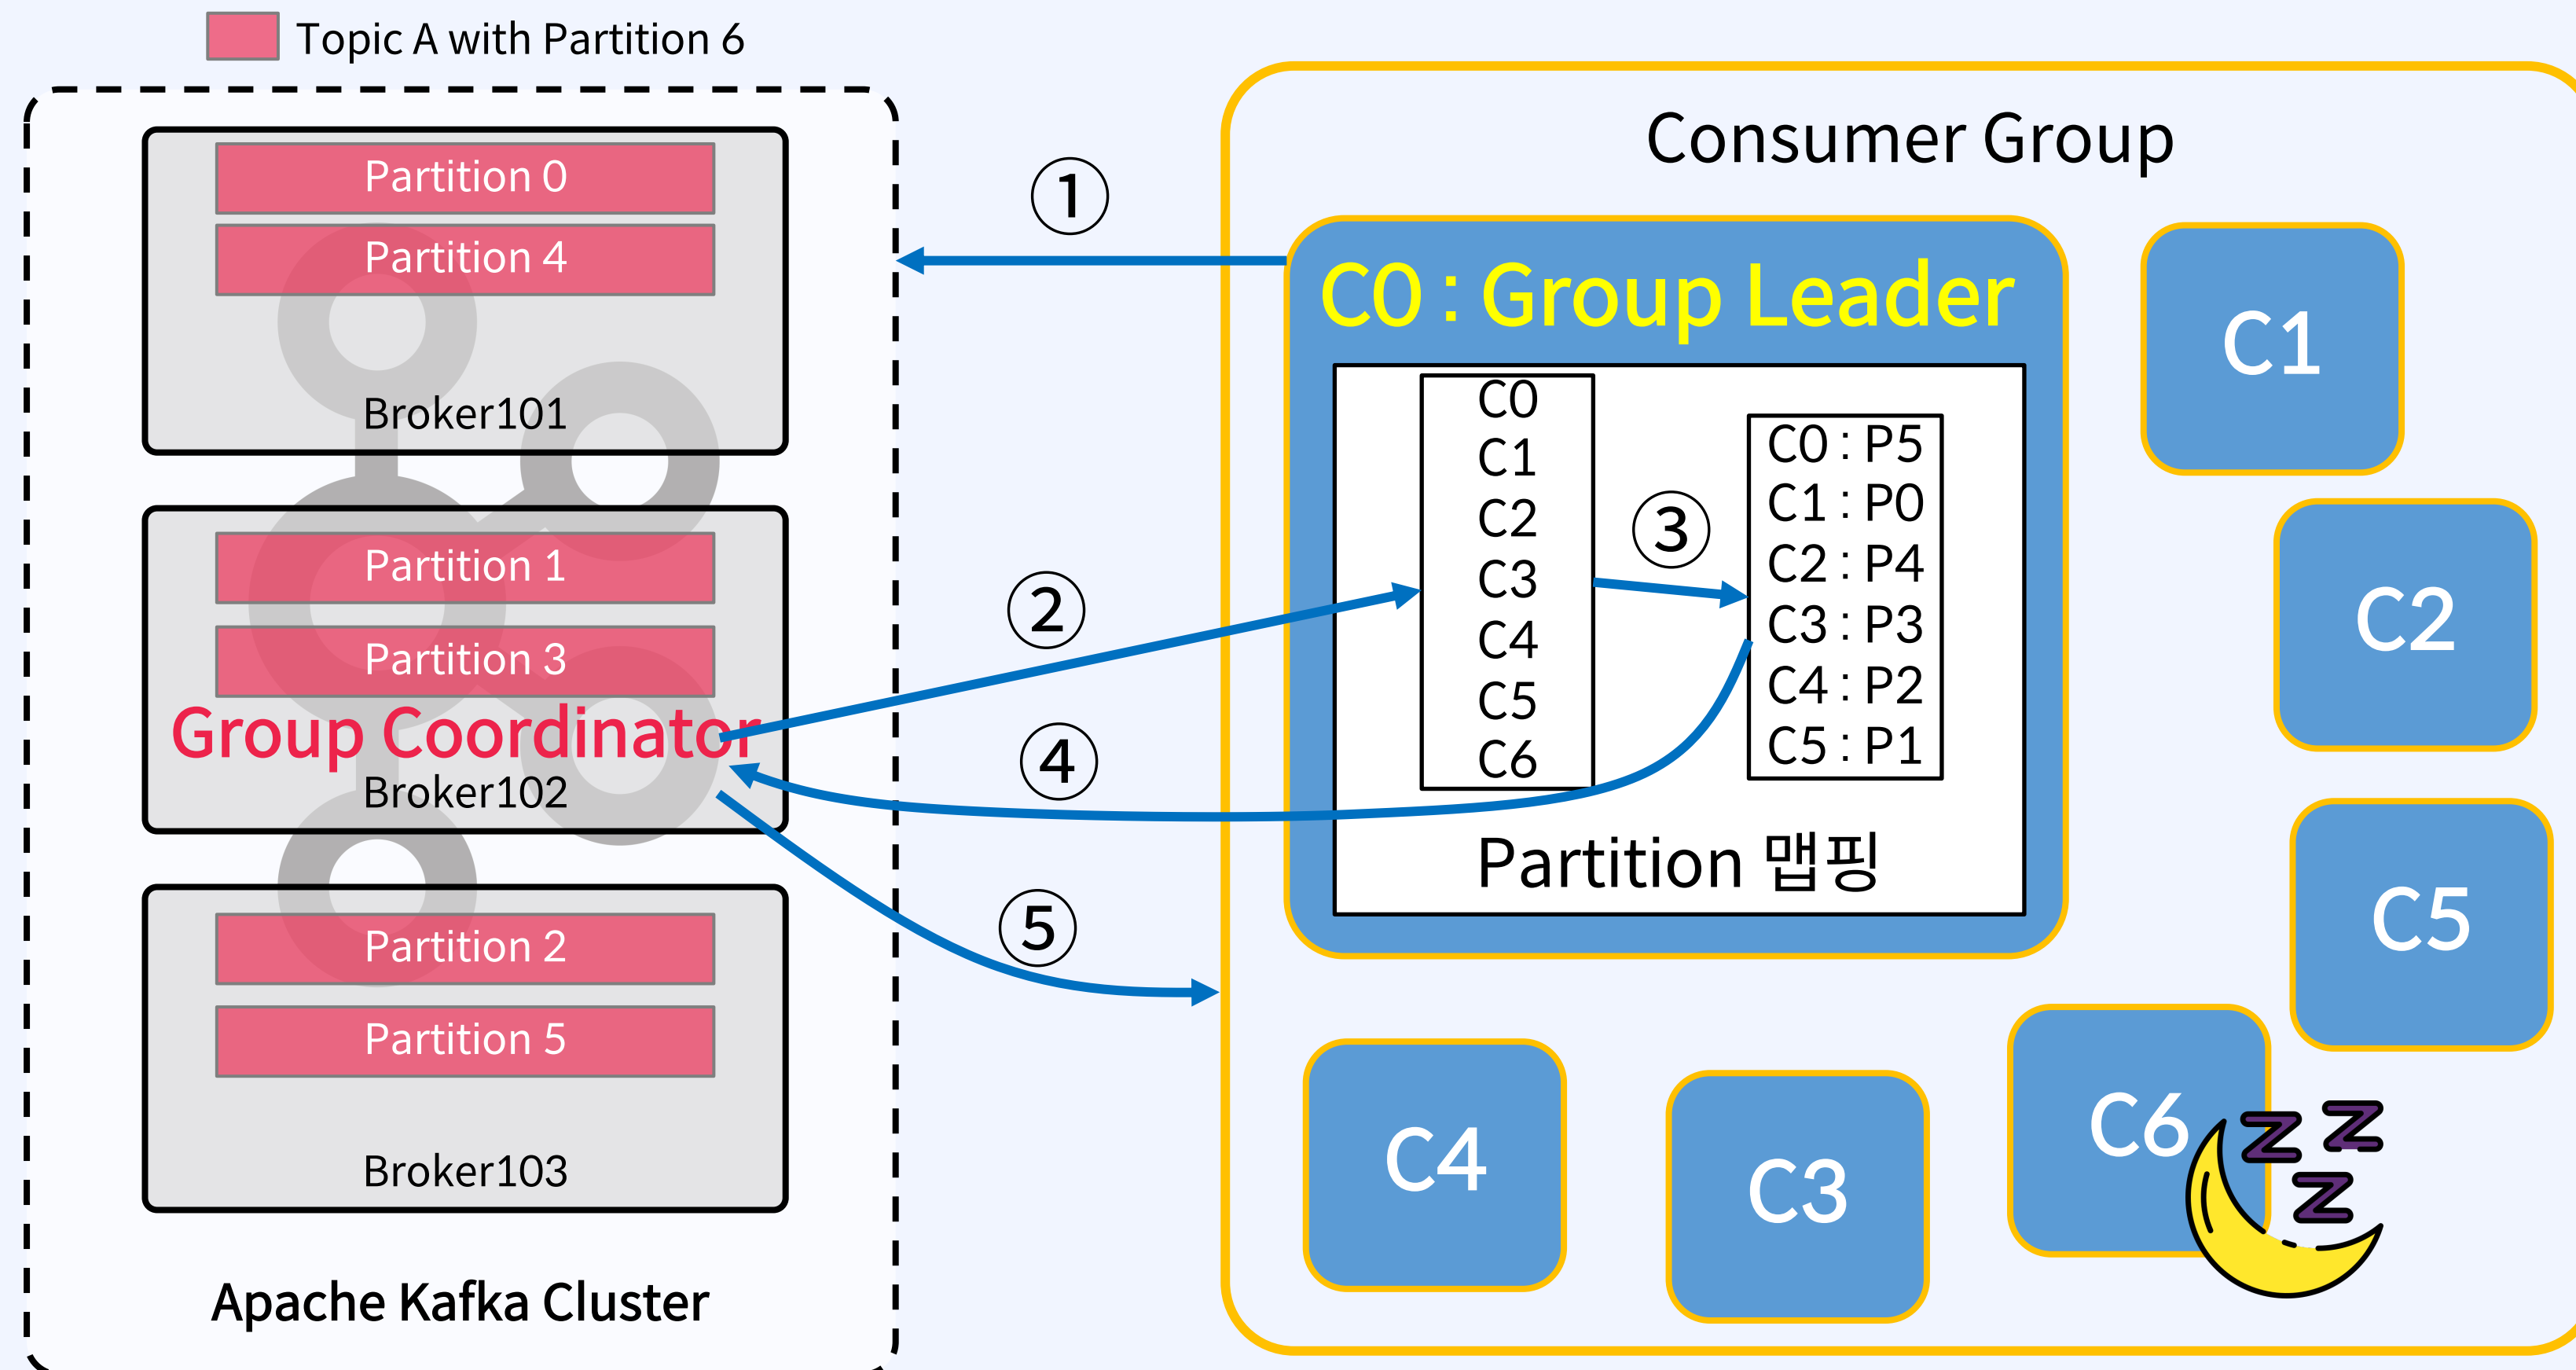 Topic A with Partition 6
Partition 0
Partition 4
Broker101
Partition 1
Partition 3
Group Coordinator
Broker102
Partition 2
Partition 5
Broker103
Apache Kafka Cluster
①
②
④
⑤
Consumer Group
C0 : Group Leader
C0
C1
C2
C3
C4
C5
C6
③
C0 : P5
C1 : P0
C2 : P4
C3 : P3
C4 : P2
C5 : P1
Partition 맵핑
C1
C2
C5
C4
C3
C6
Z Z
Z